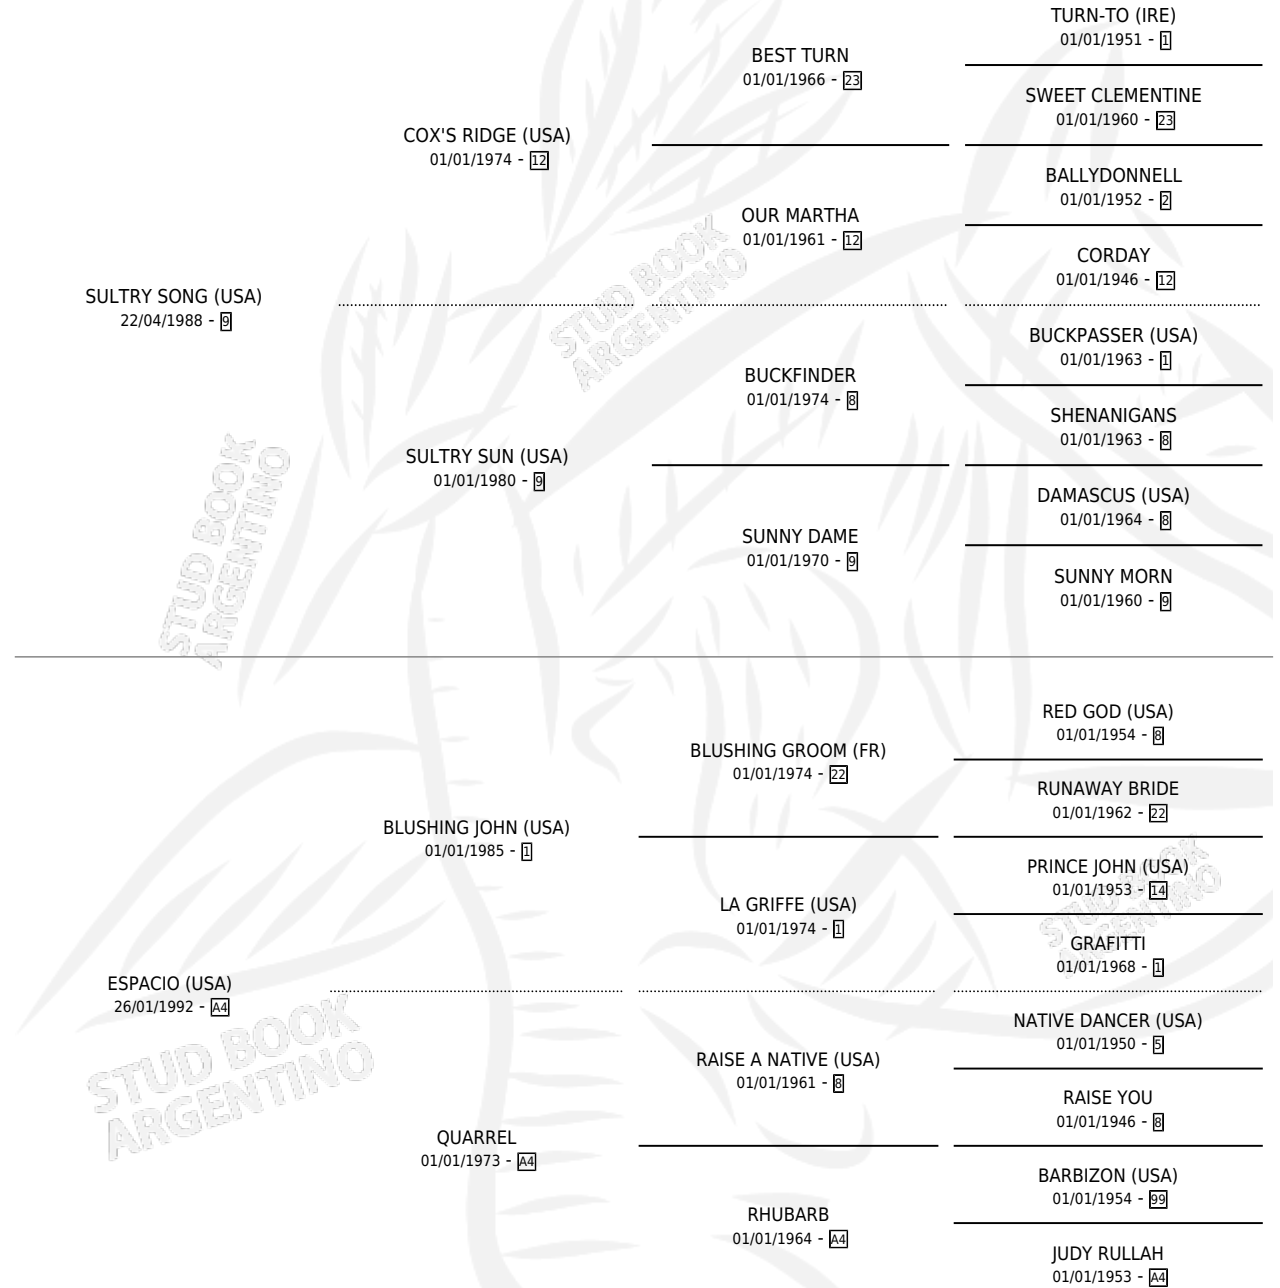 TURN-TO (IRE)
01/01/1951 - 1
BEST TURN
01/01/1966 - 23
SWEET CLEMENTINE
01/01/1960 - 23
COX'S RIDGE (USA)
01/01/1974 - 12
BALLYDONNELL
01/01/1952 - 2
OUR MARTHA
01/01/1961 - 12
CORDAY
01/01/1946 - 12
SULTRY SONG (USA)
22/04/1988 - 9
BUCKPASSER (USA)
01/01/1963 - 1
BUCKFINDER
01/01/1974 - 8
SHENANIGANS
01/01/1963 - 8
SULTRY SUN (USA)
01/01/1980 - 9
DAMASCUS (USA)
01/01/1964 - 8
SUNNY DAME
01/01/1970 - 9
SUNNY MORN
01/01/1960 - 9
RED GOD (USA)
01/01/1954 - 8
BLUSHING GROOM (FR)
01/01/1974 - 22
RUNAWAY BRIDE
01/01/1962 - 22
BLUSHING JOHN (USA)
01/01/1985 - 1
PRINCE JOHN (USA)
01/01/1953 - 14
LA GRIFFE (USA)
01/01/1974 - 1
GRAFITTI
01/01/1968 - 1
ESPACIO (USA)
26/01/1992 - A4
NATIVE DANCER (USA)
01/01/1950 - 5
RAISE A NATIVE (USA)
01/01/1961 - 8
RAISE YOU
01/01/1946 - 8
QUARREL
01/01/1973 - A4
BARBIZON (USA)
01/01/1954 - 99
RHUBARB
01/01/1964 - A4
JUDY RULLAH
01/01/1953 - A4
STUD BOOK
ARGENTINO
STUD BOOK
ARGENTINO
STUD BOOK
ARGENTINO
STUD BOOK
ARGENTINO